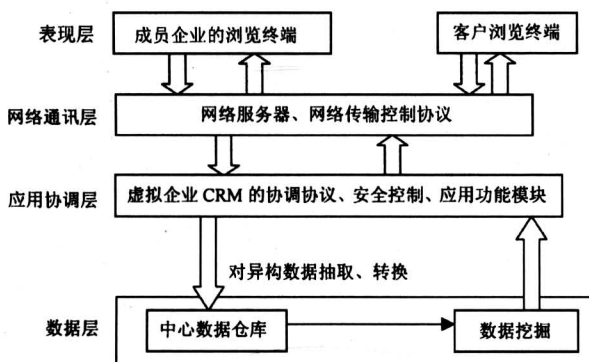 表现层 成员企业的浏览终端 客户浏览终端
网络通讯层 网络服务器、网络传输控制协议
应用协调层 虚拟企业 CRM 的协调协议、安全控制、应用功能模块
对异构数据抽取、转换
数据层 中心数据仓库 数据挖掘